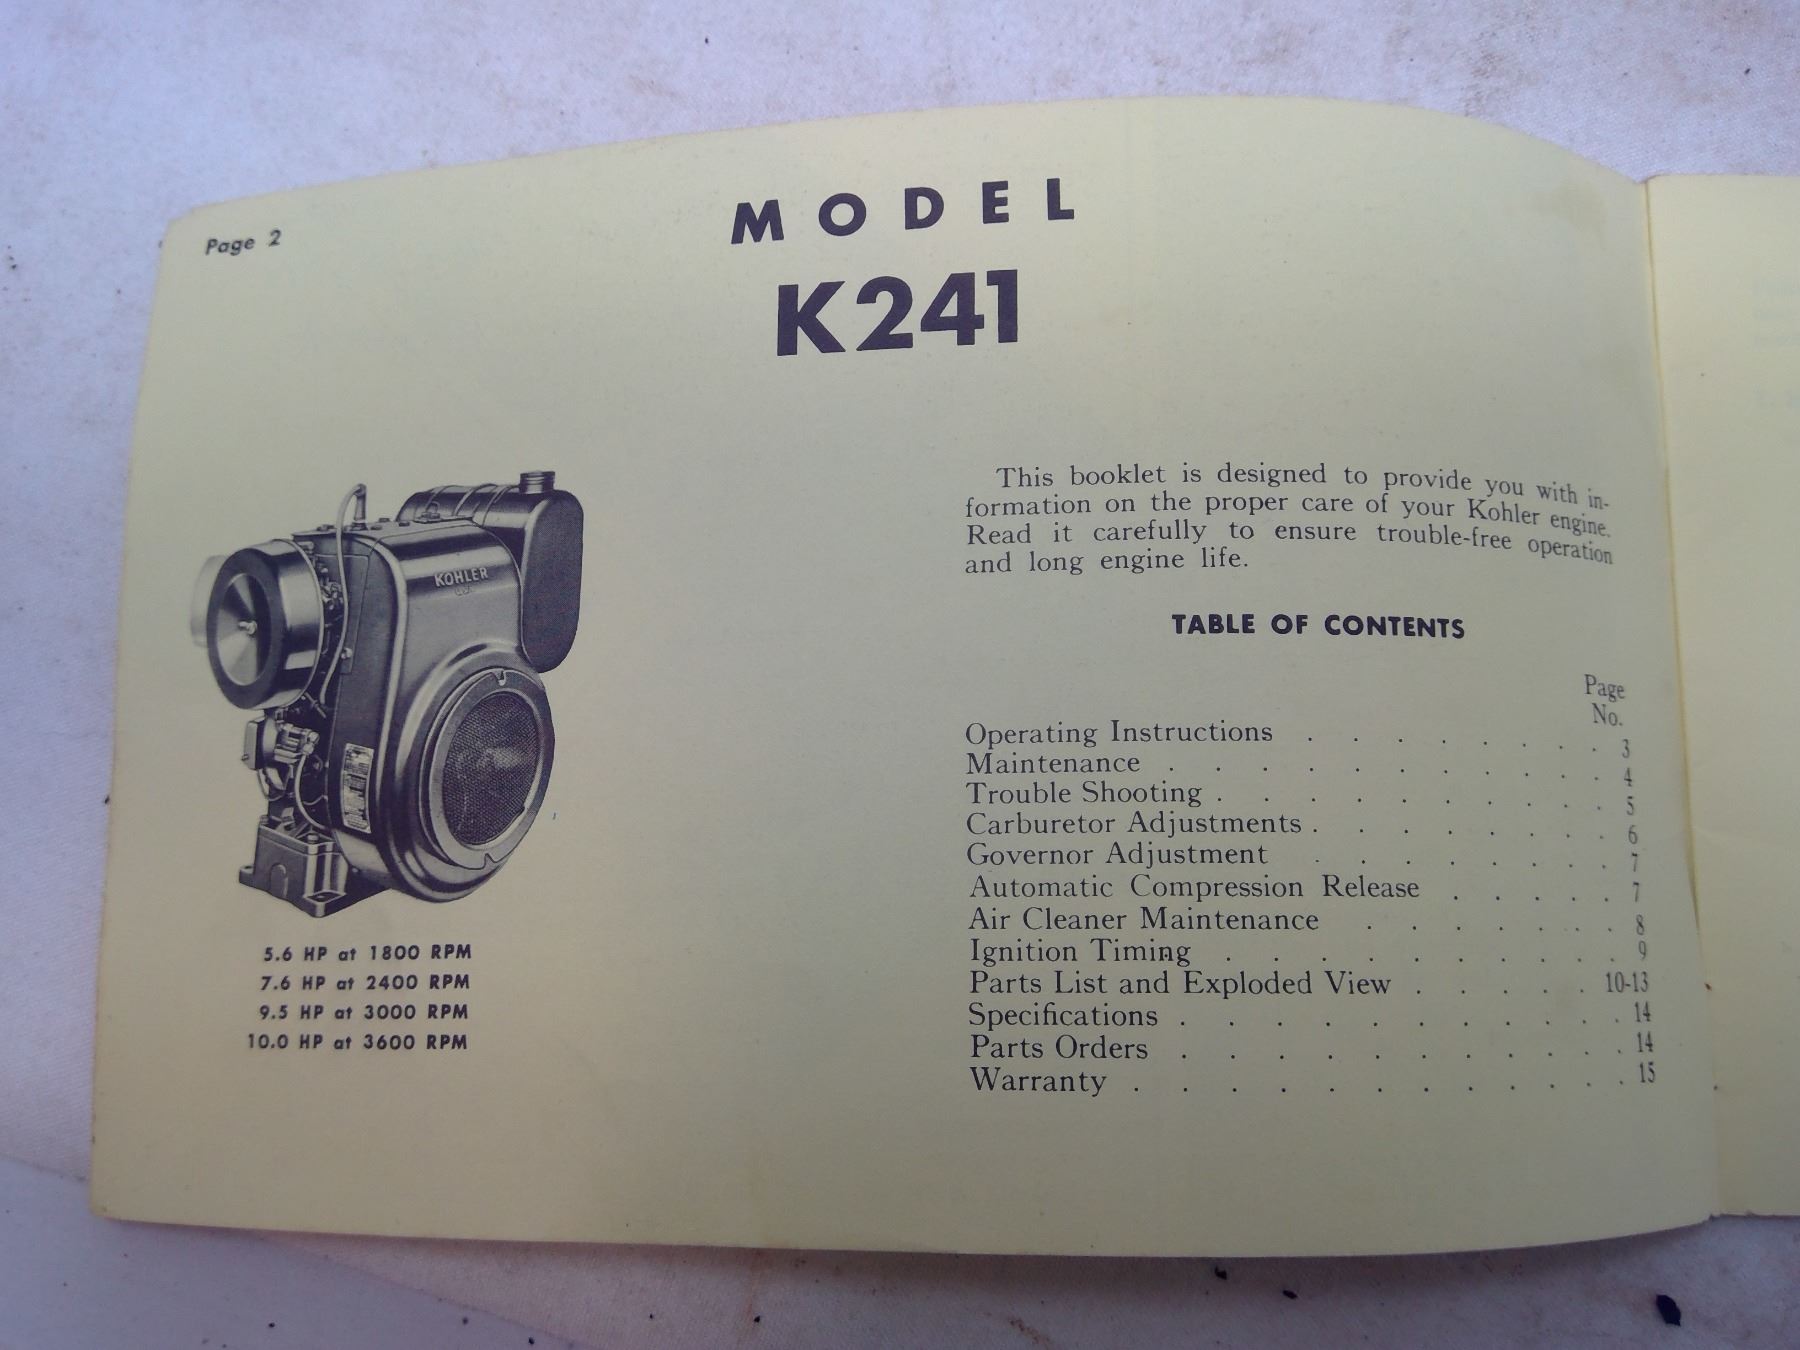 Page 2
MODEL
K241
KOHLER
5.6 HP at 1800 RPM
7.6 HP at 2400 RPM
9.5 HP at 3000 RPM
10.0 HP at 3600 RPM
This booklet is designed to provide you with in-
formation on the proper care of your Kohler engine.
Read it carefully to ensure trouble-free operation
and long engine life.
TABLE OF CONTENTS
Page
No.
Operating Instructions . . . . . . . 3
Maintenance . . . . . . . . . . 4
Trouble Shooting . . . . . . . . . 5
Carburetor Adjustments . . . . . . . 6
Governor Adjustment . . . . . . . 7
Automatic Compression Release . . . . 7
Air Cleaner Maintenance . . . . . . 8
Ignition Timing . . . . . . . . . 9
Parts List and Exploded View . . . . . 10-13
Specifications . . . . . . . . . . 14
Parts Orders . . . . . . . . . . 14
Warranty . . . . . . . . . . . 15